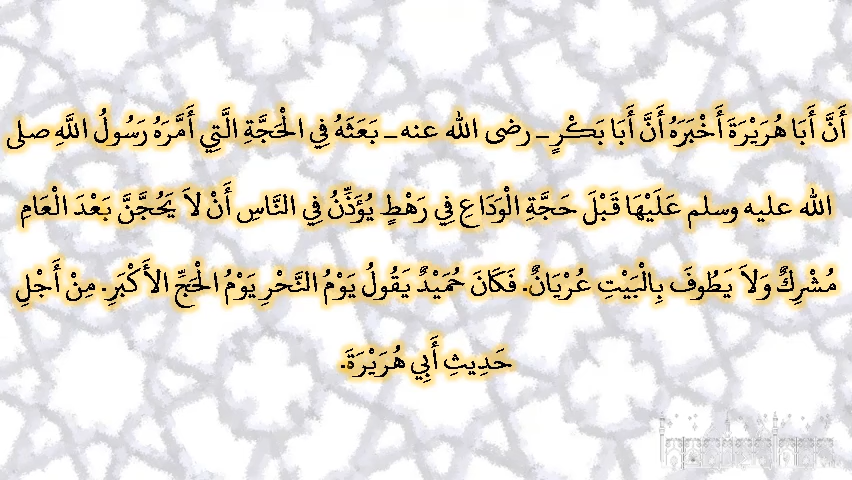 أَنَّ أَبَا هُرَيْرَةَ أَخْبَرَهُ أَنَّ أَبَا بَكْرٍ ـ رضى الله عنه ـ بَعَثَهُ فِي الْحَجَّةِ الَّتِي أَمَّرَهُ رَسُولُ اللَّهِ صلى
الله عليه وسلم عَلَيْهَا قَبْلَ حَجَّةِ الْوَدَاعِ فِي رَهْطٍ يُؤَذِّنُ فِي النَّاسِ أَنْ لاَ يَحُجَّنَّ بَعْدَ الْعَامِ
مُشْرِكٌ وَلاَ يَطُوفَ بِالْبَيْتِ عُرْيَانٌ. فَكَانَ حُمَيْدٌ يَقُولُ يَوْمُ النَّحْرِ يَوْمُ الْحَجِّ الأَكْبَرِ. مِنْ أَجْلِ
حَدِيثِ أَبِي هُرَيْرَةَ.